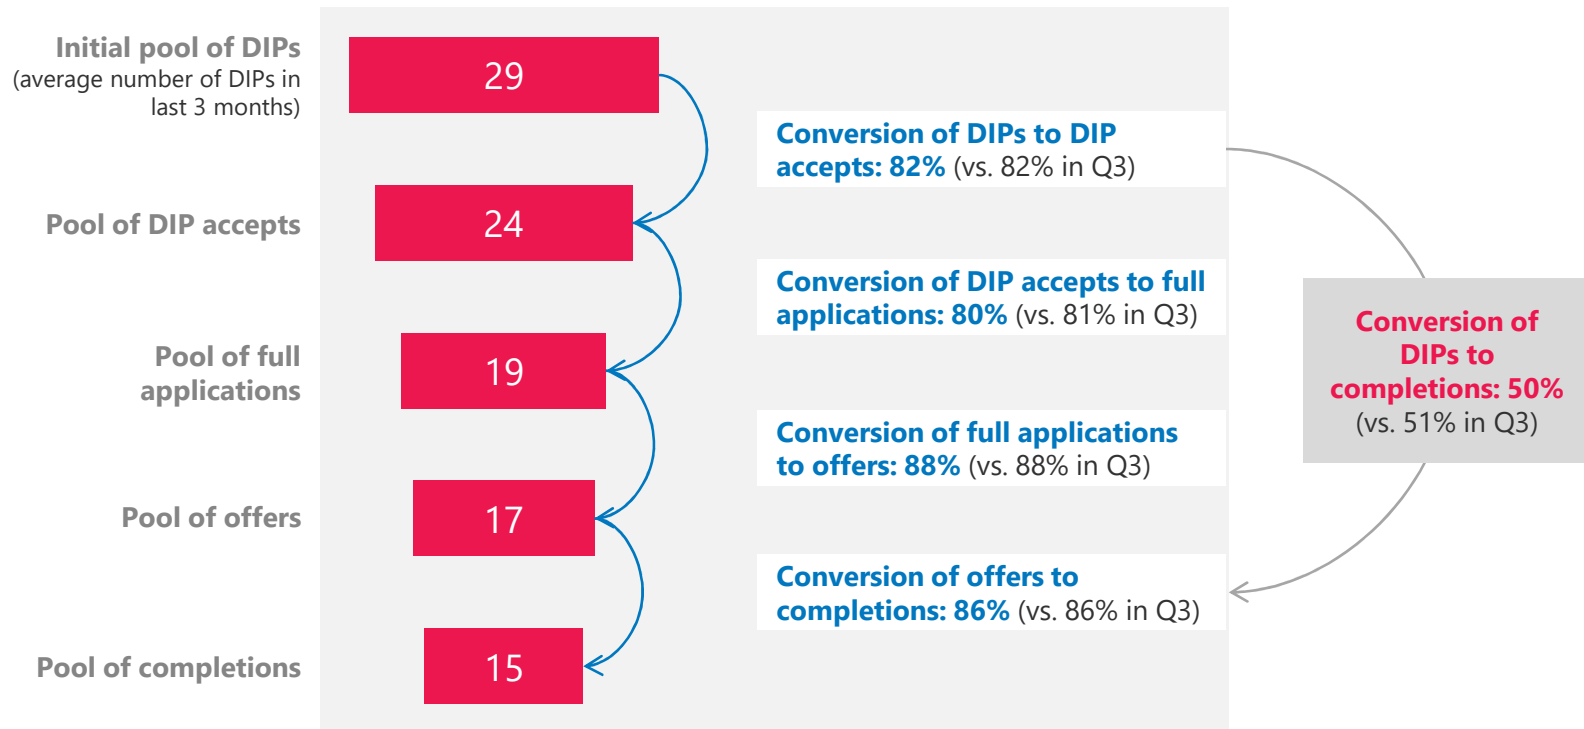 Initial pool of DIPs
(average number of DIPs in
last 3 months)
29
Conversion of DIPs to DIP
accepts: 82% (vs. 82% in Q3)
Pool of DIP accepts
24
Conversion of DIP accepts to full
applications: 80% (vs. 81% in Q3)
Pool of full
applications
19
Conversion of full applications
to offers: 88% (vs. 88% in Q3)
Pool of offers
17
Conversion of offers to
completions: 86% (vs. 86% in Q3)
Pool of completions
15
Conversion of
DIPs to
completions: 50%
(vs. 51% in Q3)